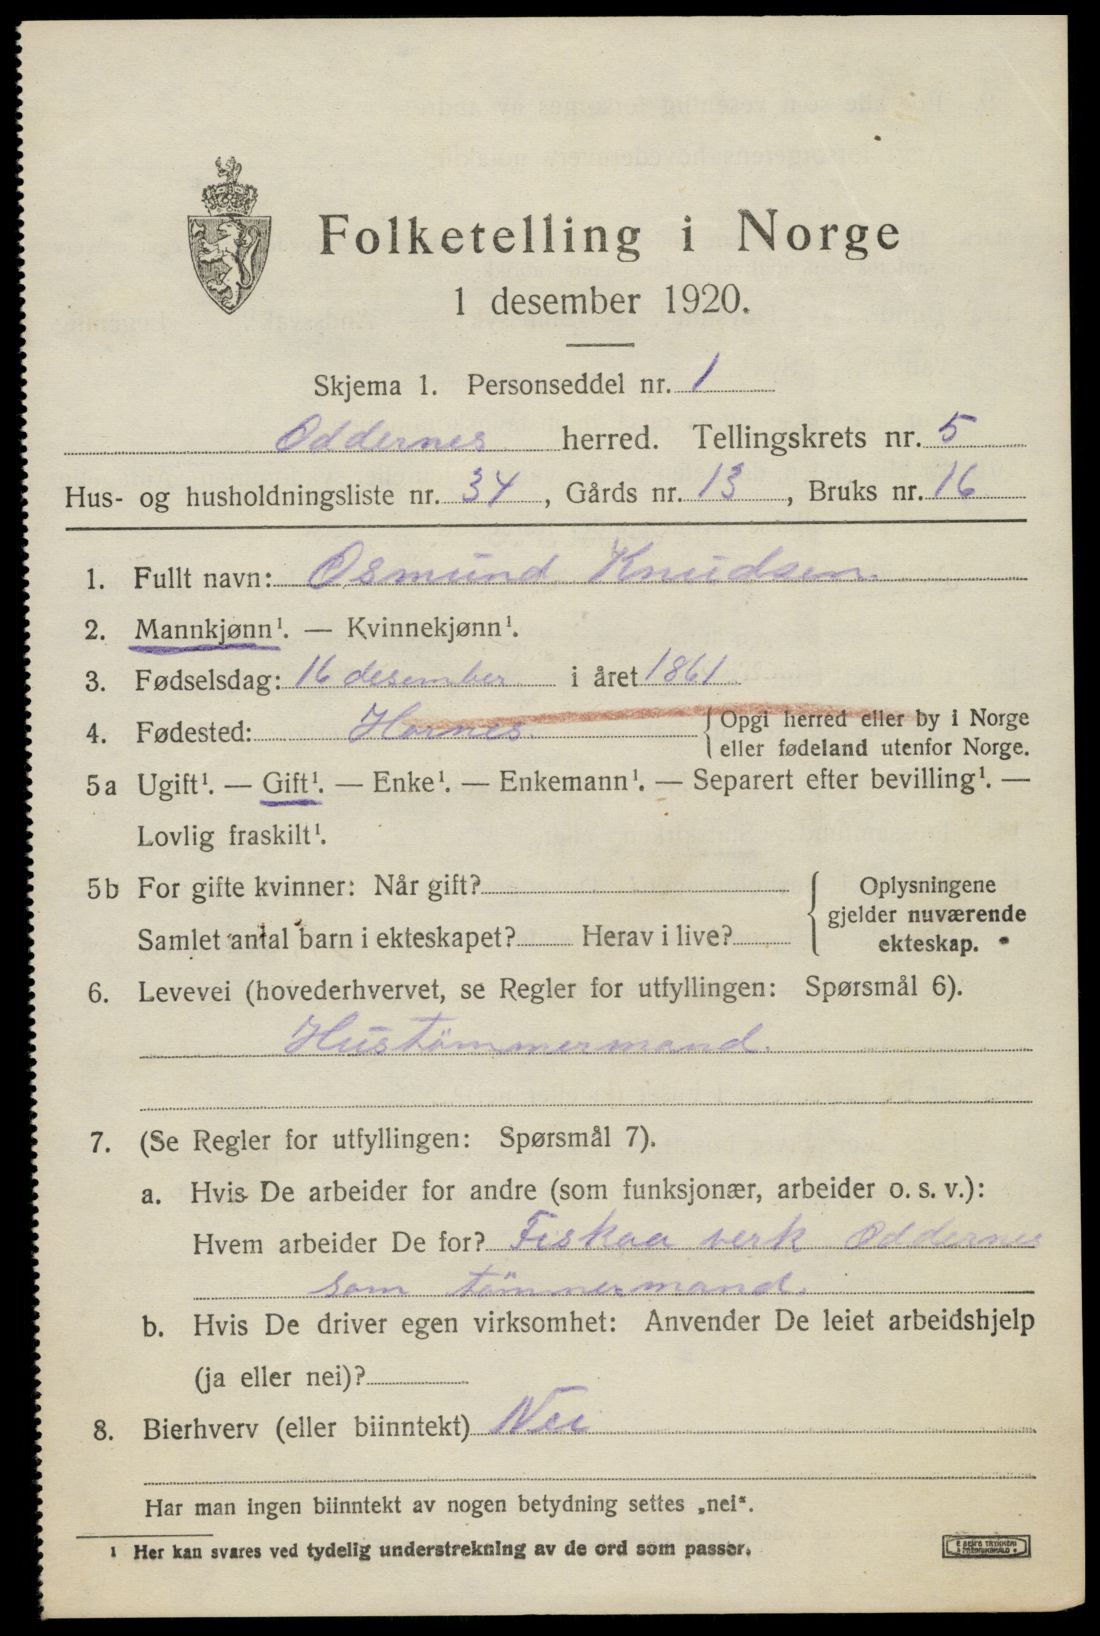 Folketelling i Norge
1 desember 1920.
Skjema 1. Personseddel nr. 1
Oddernes herred. Tellingskrets nr. 5
Hus- og husholdningsliste nr. 34, Gårds nr. 13, Bruks nr. 16
1. Fullt navn: Osmund Knudsen.
2. Mannkjønn¹. — Kvinnekjønn¹.
3. Fødselsdag: 16 desember i året 1861
4. Fødested: Hornes. {Opgi herred eller by i Norge
eller fødeland utenfor Norge.
5a Ugift¹. — Gift¹. — Enke¹. — Enkemann¹. — Separert efter bevilling¹. —
Lovlig fraskilt¹.
5b For gifte kvinner: Når gift? { Oplysningene
gjelder nuværende
Samlet antal barn i ekteskapet? Herav i live? ekteskap.
6. Levevei (hovederhvervet, se Regler for utfyllingen: Spørsmål 6).
Hustömmermand.
7. (Se Regler for utfyllingen: Spørsmål 7).
a. Hvis De arbeider for andre (som funksjonær, arbeider o. s. v.):
Hvem arbeider De for? Fiskaa verk Oddernes
som tömmermand.
b. Hvis De driver egen virksomhet: Anvender De leiet arbeidshjelp
(ja eller nei)?
8. Bierhverv (eller biinntekt) Nei
Har man ingen biinntekt av nogen betydning settes „nei“.
¹ Her kan svares ved tydelig understrekning av de ord som passer.